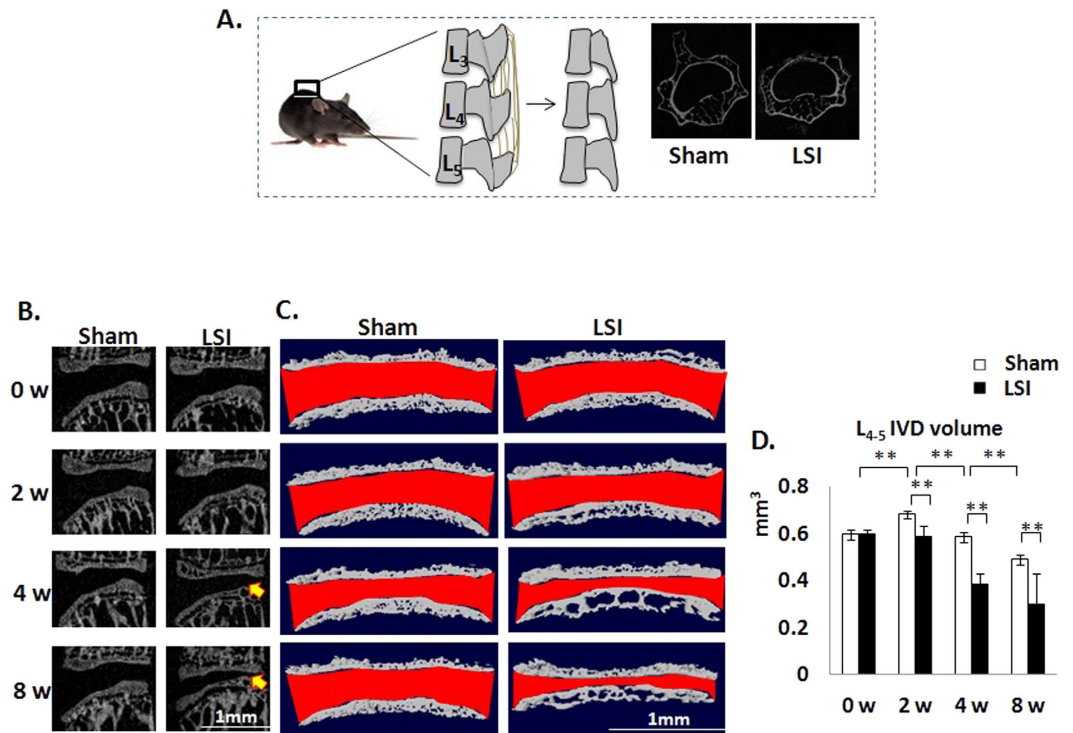 A.
L3
L4
L5
Sham LSI
B.
Sham LSI
0 w
2 w
4 w
8 w
1mm
C.
Sham LSI
1mm
D.
Sham
LSI
L4-5 IVD volume
** ** **
** ** **
mm³
0.8
0.6
0.4
0.2
0
0 w 2 w 4 w 8 w